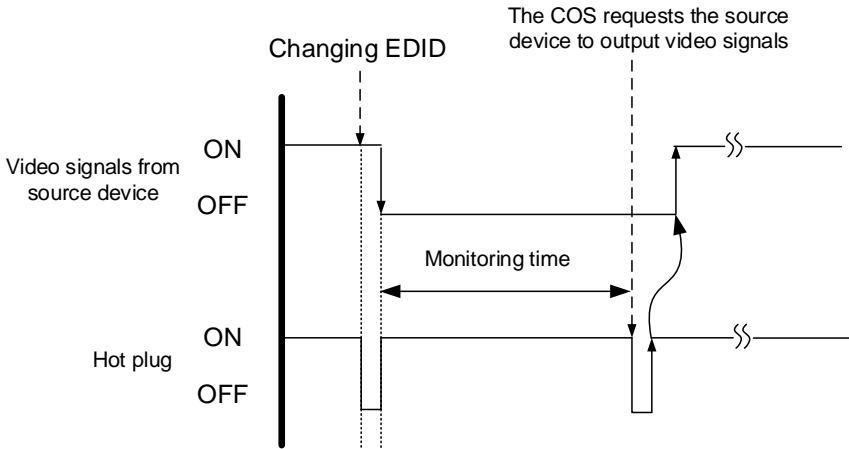 The COS requests the source
device to output video signals
Changing EDID
ON
Video signals from
source device
OFF
Monitoring time
ON
Hot plug
OFF